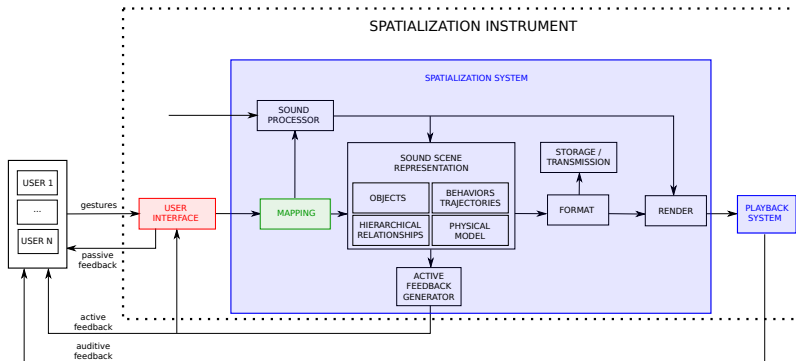 SPATIALIZATION INSTRUMENT
SPATIALIZATION SYSTEM
SOUND
PROCESSOR
STORAGE /
TRANSMISSION
SOUND SCENE
REPRESENTATION
USER 1
...
USER N
gestures
USER
INTERFACE
MAPPING
OBJECTS
BEHAVIORS
TRAJECTORIES
HIERARCHICAL
RELATIONSHIPS
PHYSICAL
MODEL
FORMAT
RENDER
PLAYBACK
SYSTEM
passive
feedback
ACTIVE
FEEDBACK
GENERATOR
active
feedback
auditive
feedback